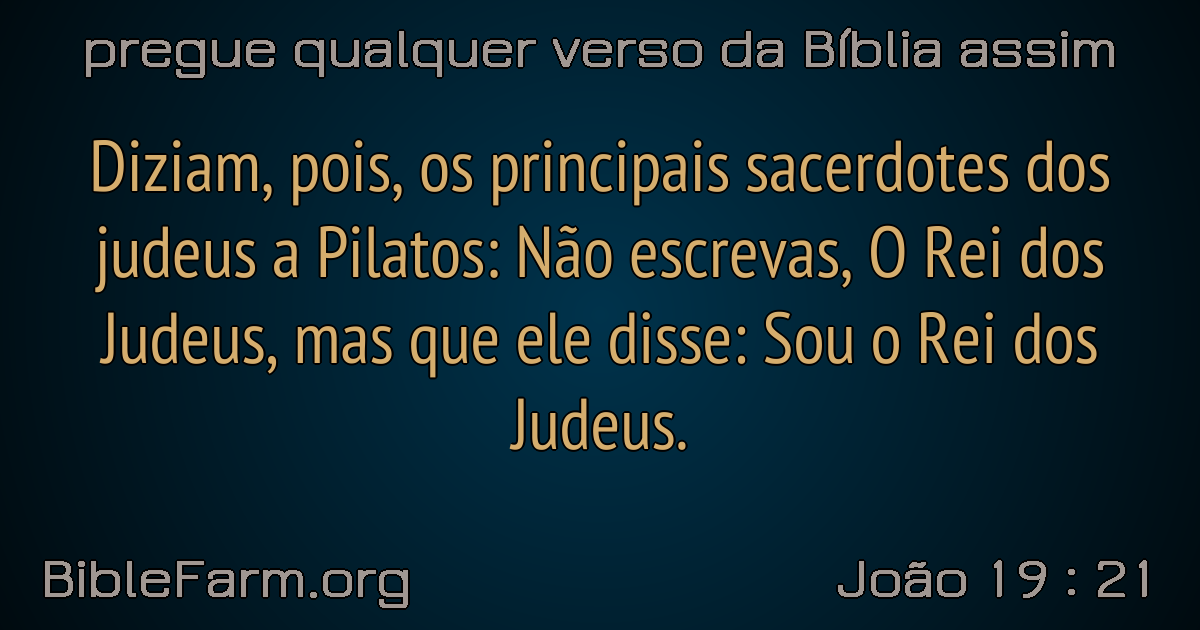 pregue qualquer verso da Bíblia assim
Diziam, pois, os principais sacerdotes dos
judeus a Pilatos: Não escrevas, O Rei dos
Judeus, mas que ele disse: Sou o Rei dos
Judeus.
BibleFarm.org
João 19 : 21